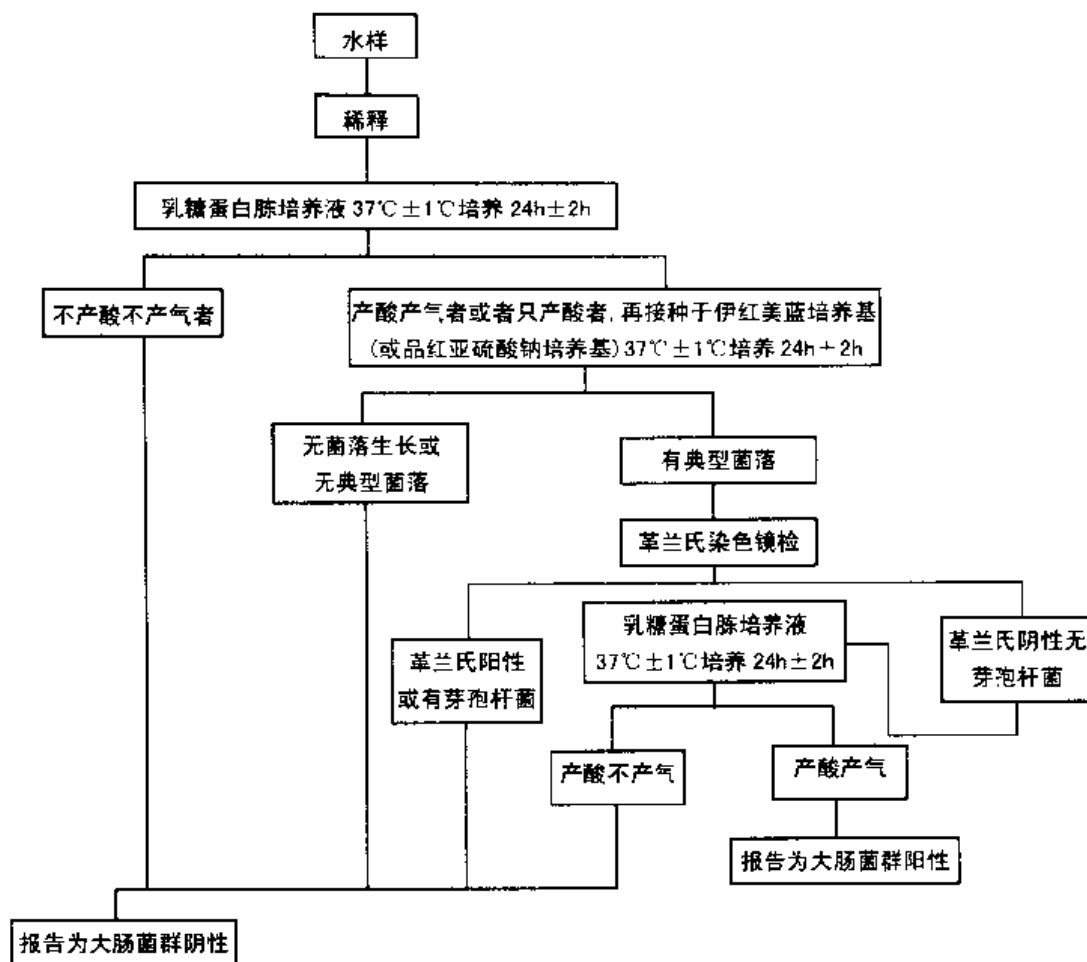 水样
稀释
乳糖蛋白胨培养液 37℃±1℃培养 24h±2h
不产酸不产气者
产酸产气者或者只产酸者,再接种于伊红美蓝培养基
(或品红亚硫酸钠培养基)37℃±1℃培养 24h±2h
无菌落生长或
无典型菌落
有典型菌落
革兰氏染色镜检
革兰氏阳性
或有芽孢杆菌
乳糖蛋白胨培养液
37℃±1℃培养 24h±2h
革兰氏阴性无
芽孢杆菌
产酸不产气
产酸产气
报告为大肠菌群阳性
报告为大肠菌群阴性